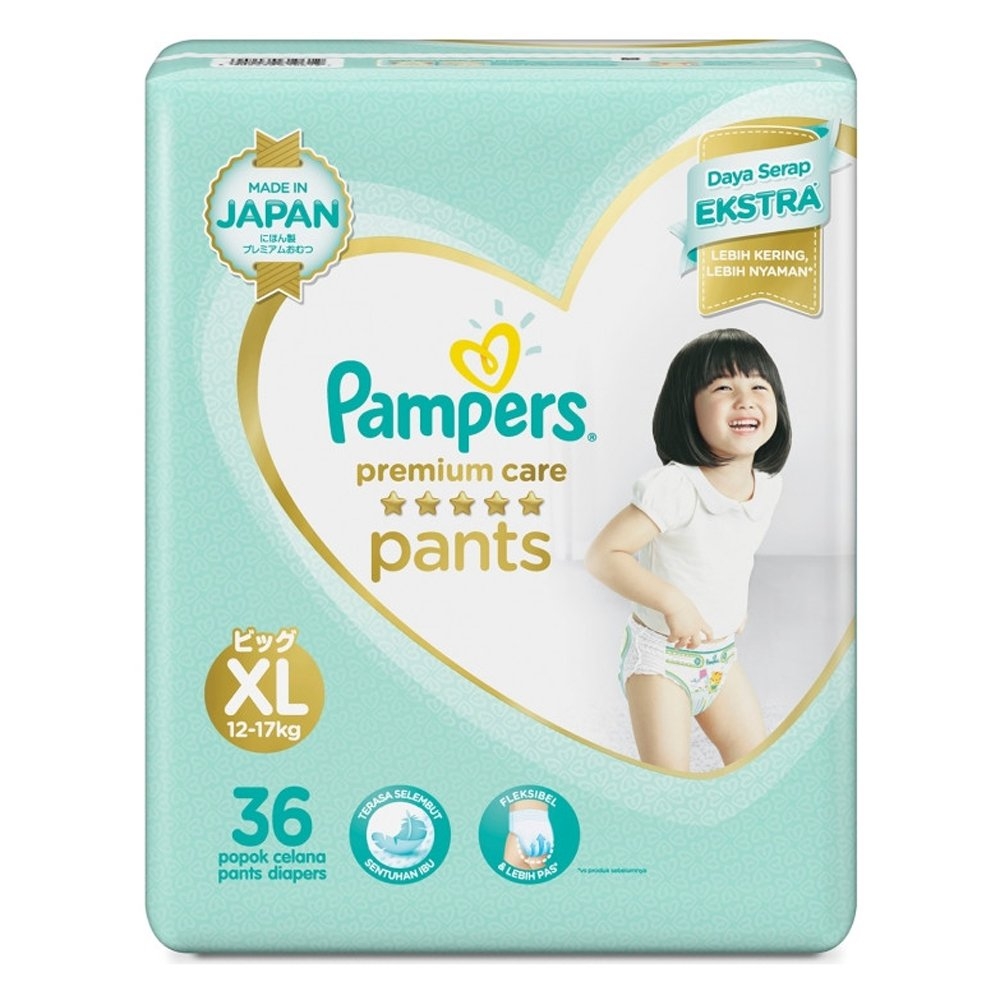 MADE IN
JAPAN
にほん製
プレミアムおむつ
Daya Serap
EKSTRA*
LEBIH KERING,
LEBIH NYAMAN*
Pampers®
premium care
pants
ビッグ
XL
12-17kg
36
popok celana
pants diapers
TERASA SELEMBUT
SENTUHAN IBU
FLEKSIBEL
& LEBIH PAS*
*vs produk sebelumnya
Pampers